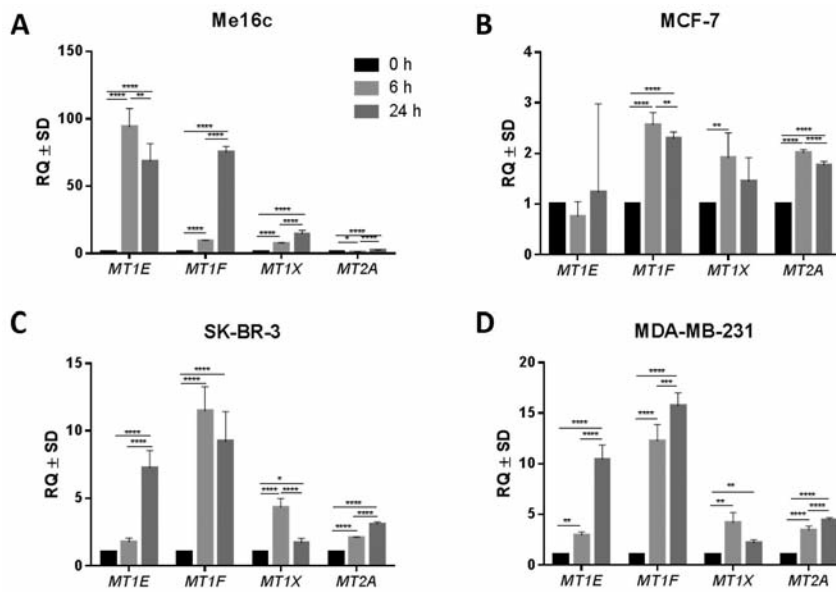 A
Me16c
RQ ± SD
150
100
50
0
0 h
6 h
24 h
**** **** **
**** **** ****
**** **** ****
**** * ****
MT1E MT1F MT1X MT2A
B
MCF-7
RQ ± SD
4
3
2
1
0
**** **** **
**
**** **** ****
MT1E MT1F MT1X MT2A
C
SK-BR-3
RQ ± SD
15
10
5
0
**** ****
**** ****
* **** ****
**** **** ****
MT1E MT1F MT1X MT2A
D
MDA-MB-231
RQ ± SD
20
15
10
5
0
**** **** **
**** *** ****
** **
**** **** ****
MT1E MT1F MT1X MT2A